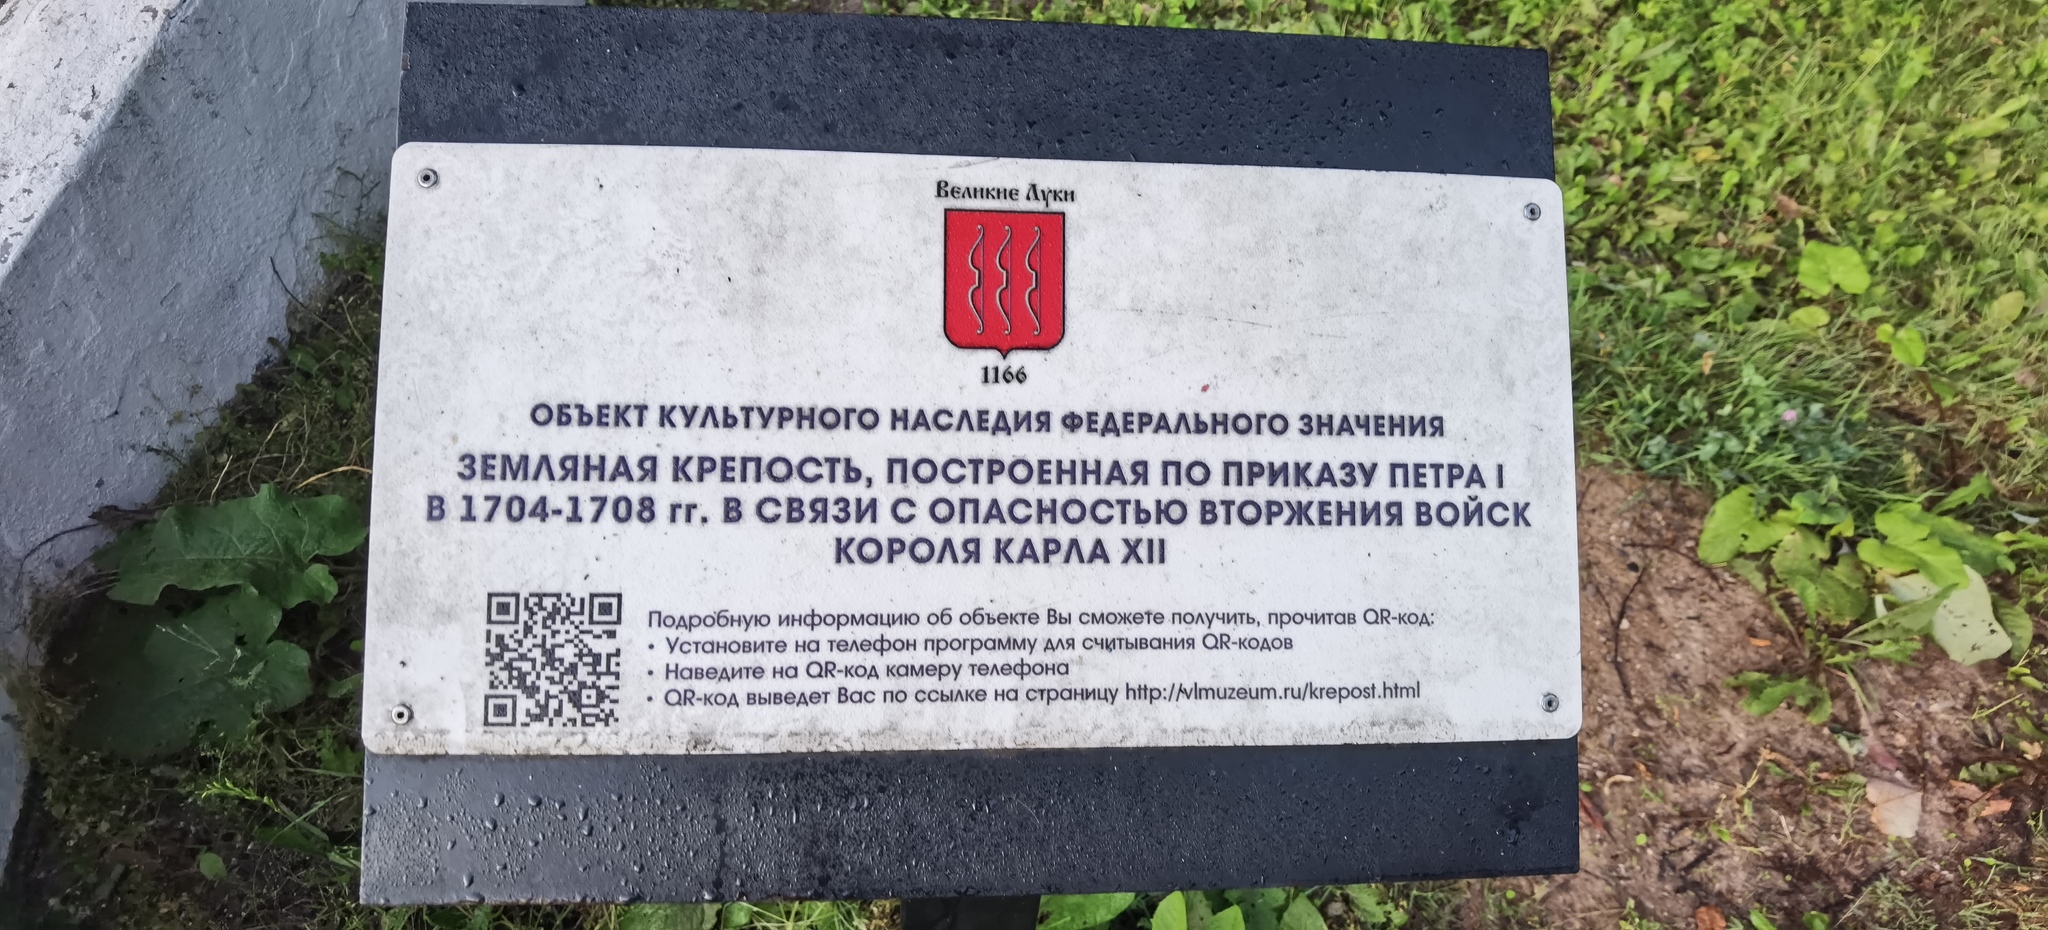 Великие Луки
1166
ОБЪЕКТ КУЛЬТУРНОГО НАСЛЕДИЯ ФЕДЕРАЛЬНОГО ЗНАЧЕНИЯ
ЗЕМЛЯНАЯ КРЕПОСТЬ, ПОСТРОЕННАЯ ПО ПРИКАЗУ ПЕТРА I
В 1704-1708 гг. В СВЯЗИ С ОПАСНОСТЬЮ ВТОРЖЕНИЯ ВОЙСК
КОРОЛЯ КАРЛА XII
Подробную информацию об объекте Вы сможете получить, прочитав QR-код:
• Установите на телефон программу для считывания QR-кодов
• Наведите на QR-код камеру телефона
• QR-код выведет Вас по ссылке на страницу http://vlmuzeum.ru/krepost.html